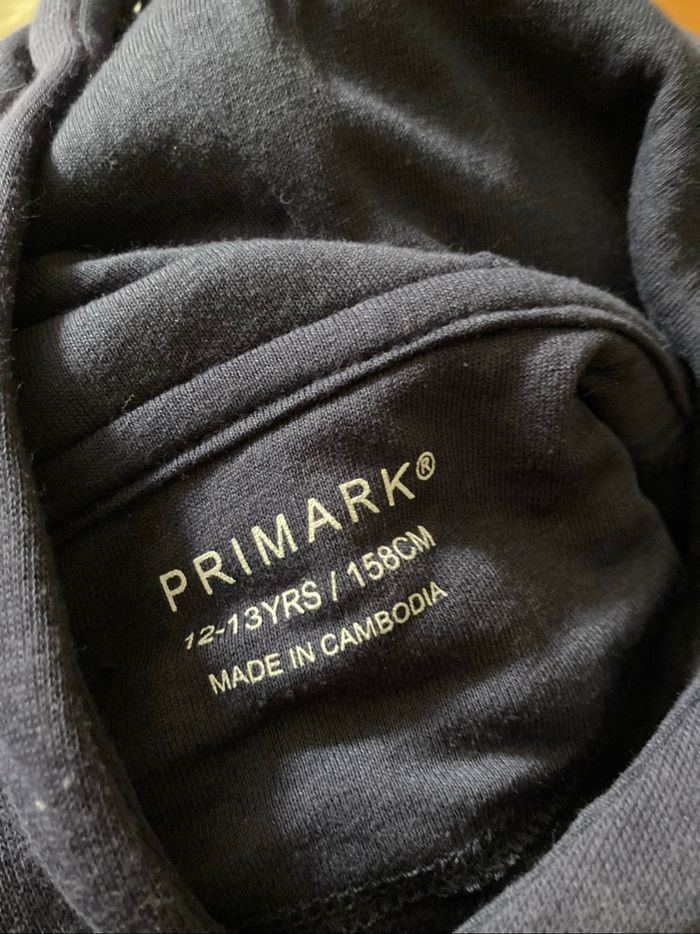 PRIMARK®
12-13YRS / 158CM
MADE IN CAMBODIA